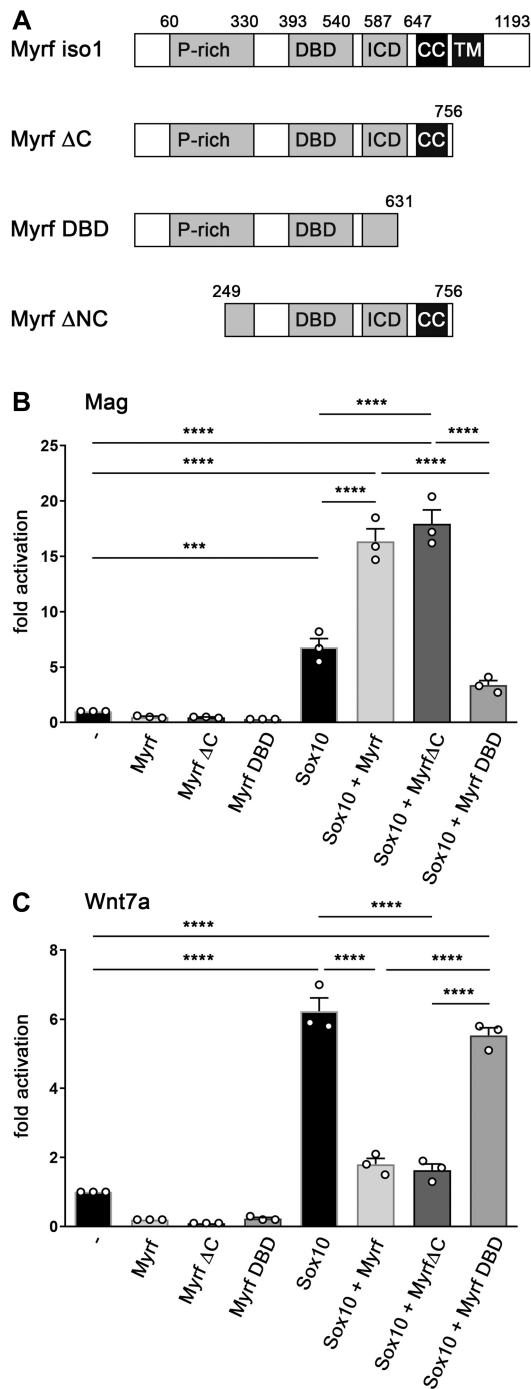 A
60 330 393 540 587 647 1193
Myrf iso1 P-rich DBD ICD CC TM
756
Myrf ΔC P-rich DBD ICD CC
631
Myrf DBD P-rich DBD
249 756
Myrf ΔNC DBD ICD CC
B Mag
****
**** ****
**** ****
****
***
fold activation
25
20
15
10
5
0
- Myrf Myrf ΔC Myrf DBD Sox10 Sox10 + Myrf Sox10 + MyrfΔC Sox10 + Myrf DBD
C Wnt7a
****
****
**** **** ****
****
fold activation
8
6
4
2
0
- Myrf Myrf ΔC Myrf DBD Sox10 Sox10 + Myrf Sox10 + MyrfΔC Sox10 + Myrf DBD